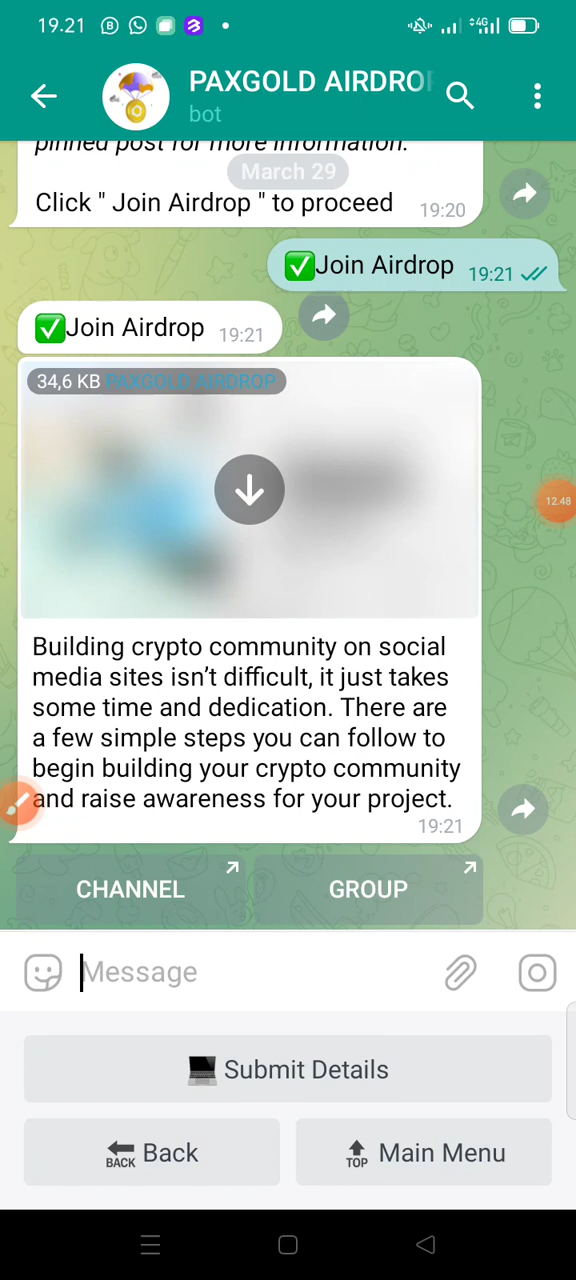 19.21
4G
PAXGOLD AIRDRO
bot
pinned post for more information.
March 29
Click " Join Airdrop " to proceed 19:20
✅Join Airdrop 19:21
✅Join Airdrop 19:21
34,6 KB PAXGOLD AIRDROP
12.48
Building crypto community on social
media sites isn't difficult, it just takes
some time and dedication. There are
a few simple steps you can follow to
begin building your crypto community
and raise awareness for your project.
19:21
CHANNEL GROUP
Message
Submit Details
BACK Back TOP Main Menu